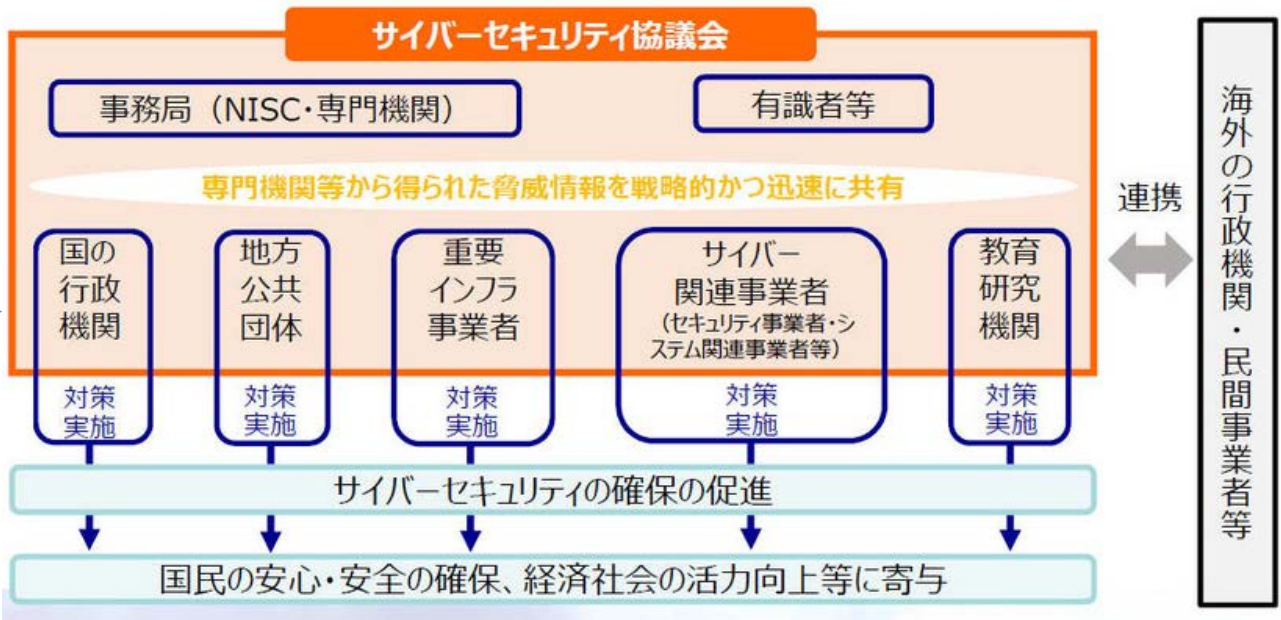 サイバーセキュリティ協議会
事務局（NISC・専門機関）
有識者等
専門機関等から得られた脅威情報を戦略的かつ迅速に共有
国の
行政
機関
対策
実施
地方
公共
団体
対策
実施
重要
インフラ
事業者
対策
実施
サイバー
関連事業者
（セキュリティ事業者・シ
ステム関連事業者等）
対策
実施
教育
研究
機関
対策
実施
連携
海外の行政機関・民間事業者等
サイバーセキュリティの確保の促進
国民の安心・安全の確保、経済社会の活力向上等に寄与